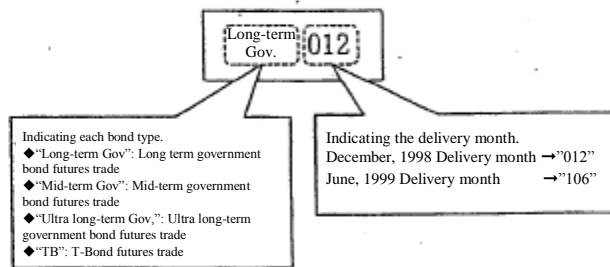 Long-term
Gov.
012
Indicating each bond type.
◆“Long-term Gov”: Long term government
bond futures trade
◆“Mid-term Gov”: Mid-term government
bond futures trade
◆“Ultra long-term Gov,”: Ultra long-term
government bond futures trade
◆“TB”: T-Bond futures trade
Indicating the delivery month.
December, 1998 Delivery month →”012”
June, 1999 Delivery month →”106”